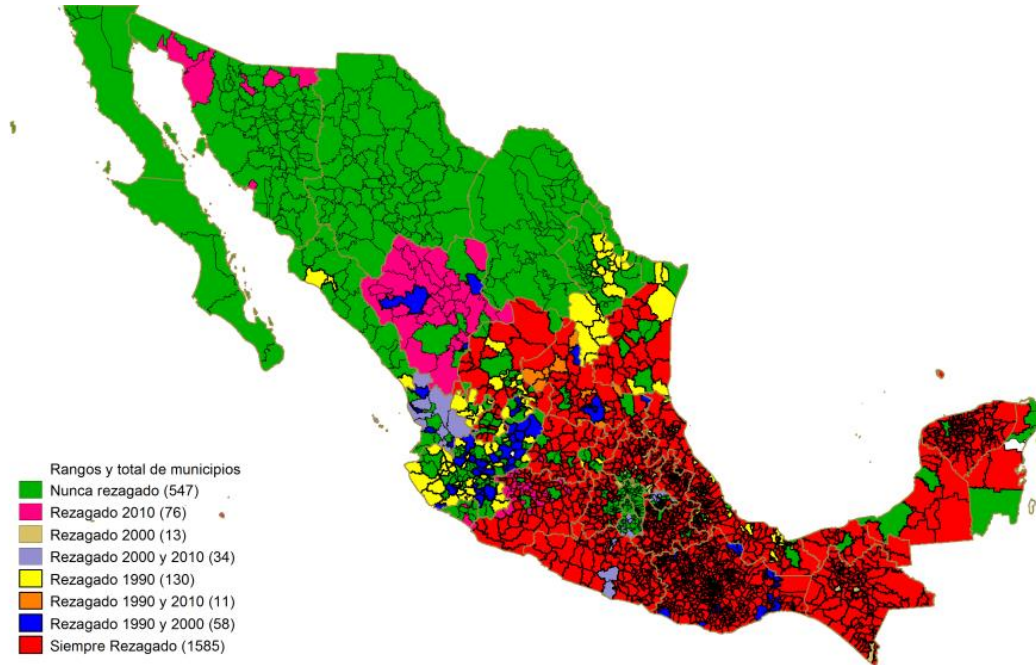 Rangos y total de municipios
Nunca rezagado (547)
Rezagado 2010 (76)
Rezagado 2000 (13)
Rezagado 2000 y 2010 (34)
Rezagado 1990 (130)
Rezagado 1990 y 2010 (11)
Rezagado 1990 y 2000 (58)
Siempre Rezagado (1585)